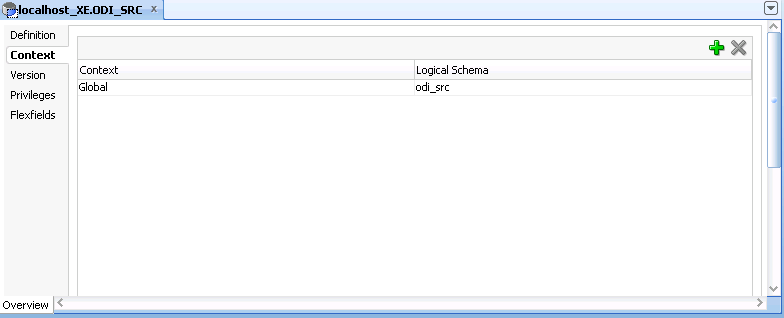 localhost_XE.ODI_SRC
Definition
Context
Version
Privileges
Flexfields
Context Logical Schema
Global odi_src
Overview